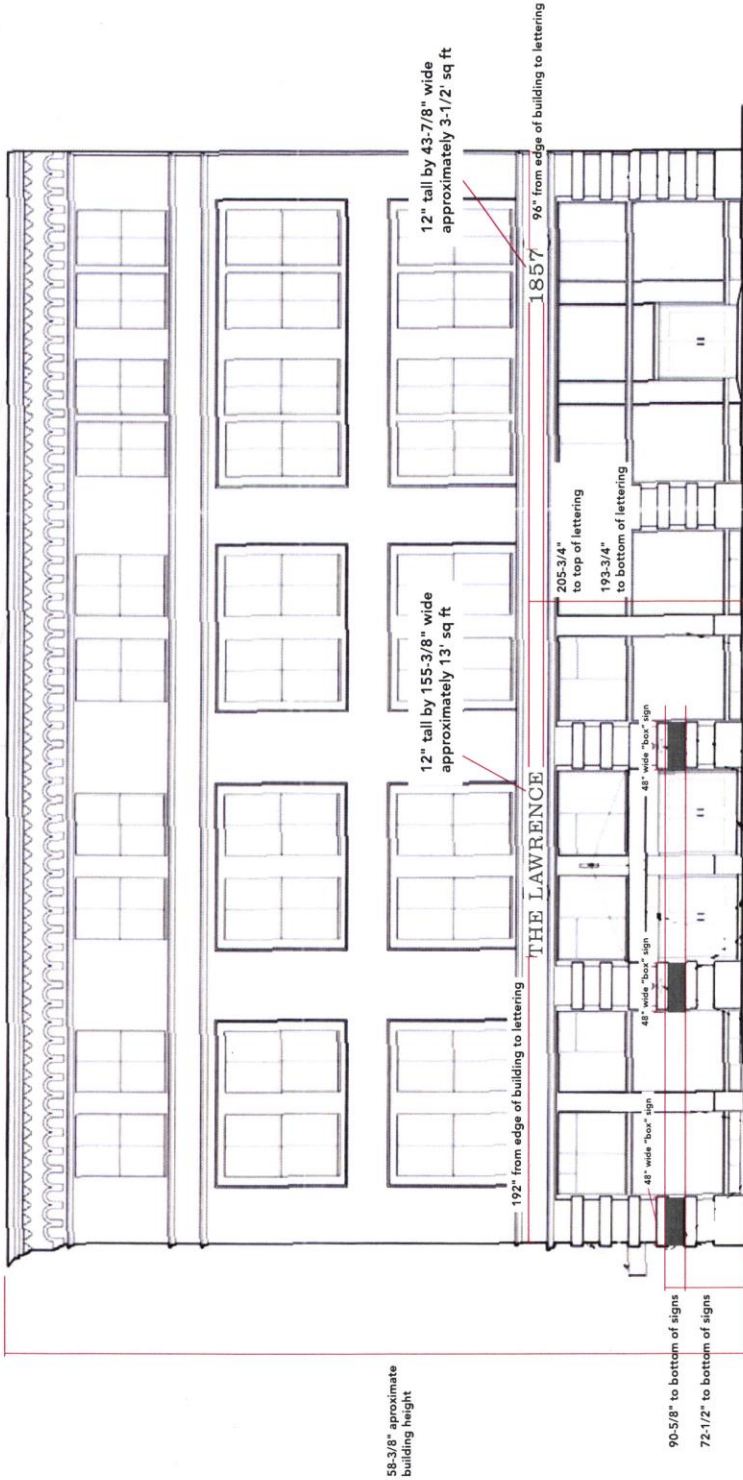 58-3/8" aproximate
building height
12" tall by 43-7/8" wide
approximately 3-1/2' sq ft
96" from edge of building to lettering
1857
12" tall by 155-3/8" wide
approximately 13' sq ft
THE LAWRENCE
192" from edge of building to lettering
205-3/4"
to top of lettering
193-3/4"
to bottom of lettering
48" wide "box" sign
48" wide "box" sign
48" wide "box" sign
90-5/8" to bottom of signs
72-1/2" to bottom of signs